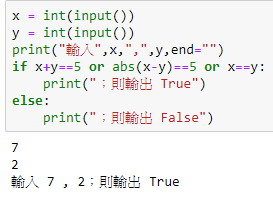 x = int(input())
y = int(input())
print("輸入",x,",",y,end="")
if x+y==5 or abs(x-y)==5 or x==y:
    print("；則輸出 True")
else:
    print("；則輸出 False")
7
2
輸入 7 , 2；則輸出 True